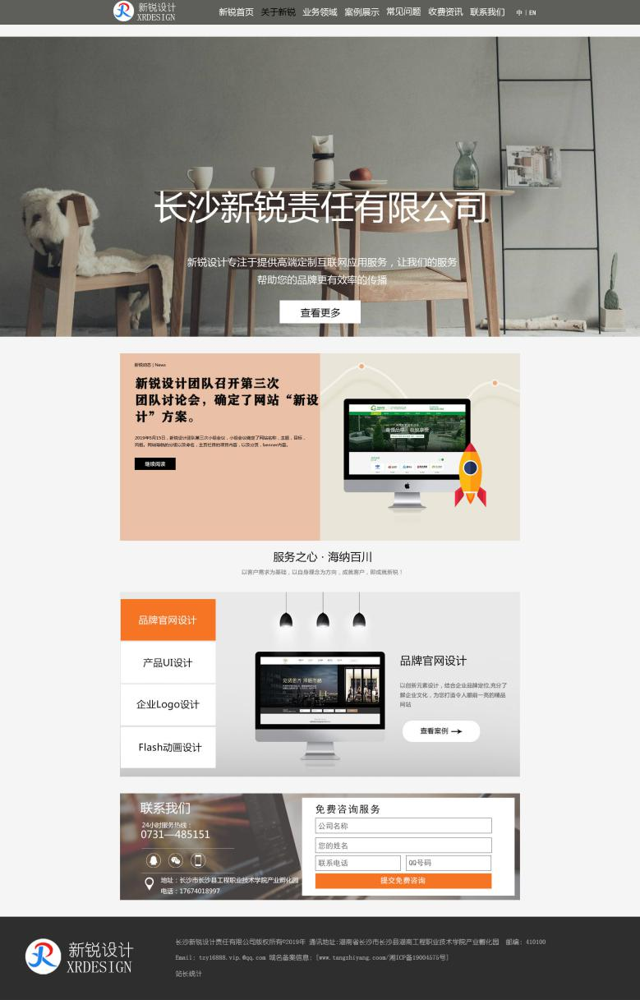 新锐设计
XRDESIGN
新锐首页 关于新锐 业务领域 案例展示 常见问题 收费资讯 联系我们 中 | EN
长沙新锐责任有限公司
新锐设计专注于提供高端定制互联网应用服务，让我们的服务
帮助您的品牌更有效率的传播
查看更多
新锐动态 | News
新锐设计团队召开第三次
团队讨论会，确定了网站“新设
计”方案。
2019年5月15日，新锐设计团队第三次小组会议，小组会议确定了网站名称，主题，目标，
风格。网站导航的分级以及命名，主页栏目的项目内容，以及分页，banner内容。
继续阅读
服务之心 · 海纳百川
以客户需求为基础，以自身理念为方向，成就客户，即成就新锐！
品牌官网设计
产品UI设计
企业Logo设计
Flash动画设计
见贤思齐 择明而栖
品牌官网设计
以创新元素设计，结合企业品牌定位,充分了
解企业文化，为您打造令人眼前一亮的精品
网站
查看案例
联系我们
24小时服务热线：
0731—485151
地址：长沙市长沙县工程职业技术学院产业孵化园
电话：17674018997
免费咨询服务
公司名称
您的姓名
联系电话
QQ号码
提交免费咨询
新锐设计
XRDESIGN
长沙新锐设计责任有限公司版权所有©2019年 通讯地址:湖南省长沙市长沙县湖南工程职业技术学院产业孵化园 邮编: 410100
Email: tzy16888.vip.@qq.com 域名备案信息: [www.tangzhiyang.coom/湘ICP备19004575号]
站长统计